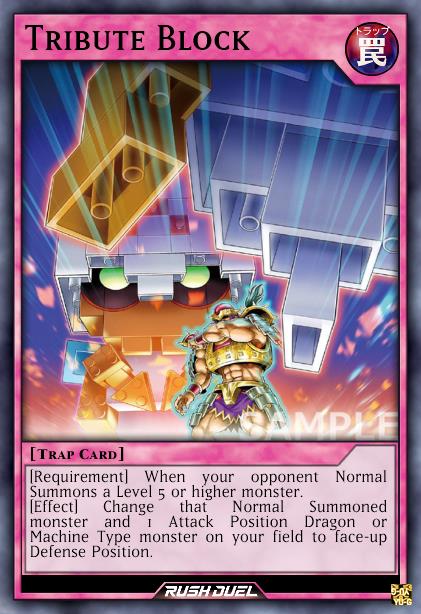 TRIBUTE BLOCK
トラップ
罠
SAMPLE
[TRAP CARD]
[Requirement] When your opponent Normal
Summons a Level 5 or higher monster.
[Effect] Change that Normal Summoned
monster and 1 Attack Position Dragon or
Machine Type monster on your field to face-up
Defense Position.
RUSH DUEL